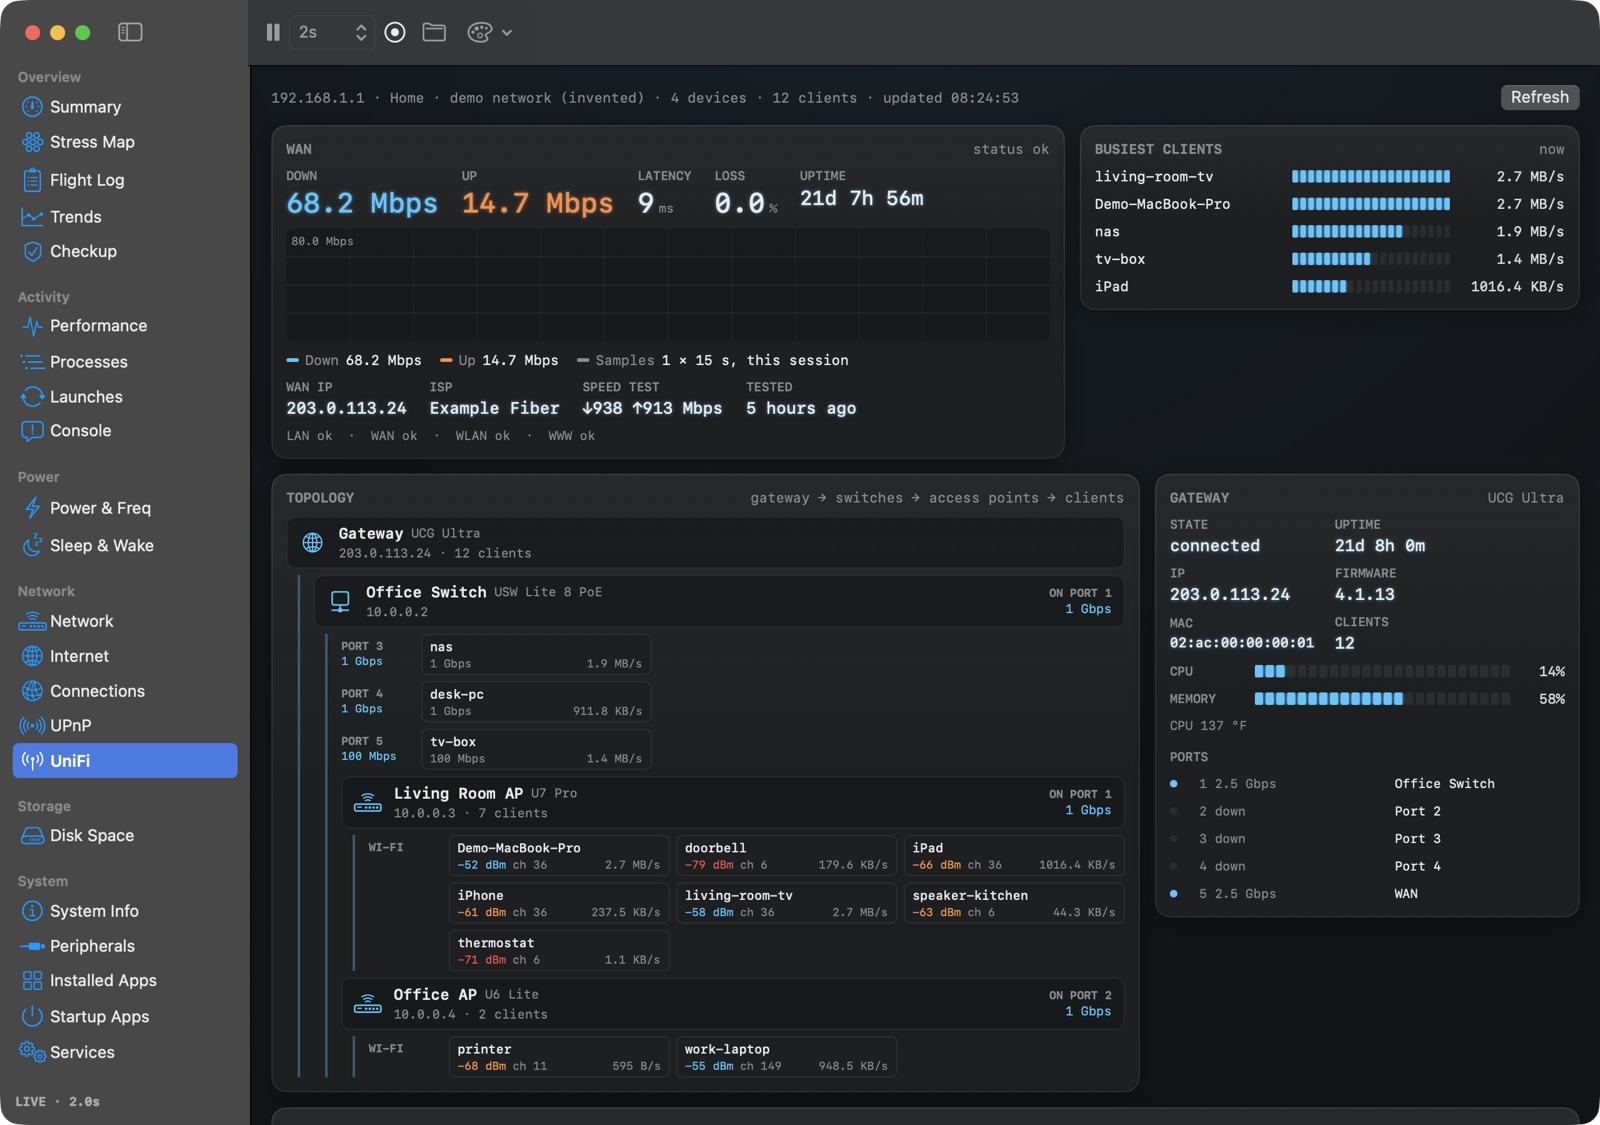 2s
Overview
Summary
Stress Map
Flight Log
Trends
Checkup
Activity
Performance
Processes
Launches
Console
Power
Power & Freq
Sleep & Wake
Network
Network
Internet
Connections
UPnP
UniFi
Storage
Disk Space
System
System Info
Peripherals
Installed Apps
Startup Apps
Services
LIVE · 2.0s
192.168.1.1 · Home · demo network (invented) · 4 devices · 12 clients · updated 08:24:53
Refresh
WAN status ok
DOWN UP LATENCY LOSS UPTIME
68.2 Mbps 14.7 Mbps 9 ms 0.0 % 21d 7h 56m
80.0 Mbps
Down 68.2 Mbps Up 14.7 Mbps Samples 1 × 15 s, this session
WAN IP ISP SPEED TEST TESTED
203.0.113.24 Example Fiber ↓938 ↑913 Mbps 5 hours ago
LAN ok · WAN ok · WLAN ok · WWW ok
BUSIEST CLIENTS now
living-room-tv 2.7 MB/s
Demo-MacBook-Pro 2.7 MB/s
nas 1.9 MB/s
tv-box 1.4 MB/s
iPad 1016.4 KB/s
TOPOLOGY gateway → switches → access points → clients
Gateway UCG Ultra
203.0.113.24 · 12 clients
Office Switch USW Lite 8 PoE ON PORT 1
10.0.0.2 1 Gbps
PORT 3 nas
1 Gbps 1 Gbps 1.9 MB/s
PORT 4 desk-pc
1 Gbps 1 Gbps 911.8 KB/s
PORT 5 tv-box
100 Mbps 100 Mbps 1.4 MB/s
Living Room AP U7 Pro ON PORT 1
10.0.0.3 · 7 clients 1 Gbps
WI-FI Demo-MacBook-Pro doorbell iPad
-52 dBm ch 36 2.7 MB/s -79 dBm ch 6 179.6 KB/s -66 dBm ch 36 1016.4 KB/s
iPhone living-room-tv speaker-kitchen
-61 dBm ch 36 237.5 KB/s -58 dBm ch 36 2.7 MB/s -63 dBm ch 6 44.3 KB/s
thermostat
-71 dBm ch 6 1.1 KB/s
Office AP U6 Lite ON PORT 2
10.0.0.4 · 2 clients 1 Gbps
WI-FI printer work-laptop
-68 dBm ch 11 595 B/s -55 dBm ch 149 948.5 KB/s
GATEWAY UCG Ultra
STATE UPTIME
connected 21d 8h 0m
IP FIRMWARE
203.0.113.24 4.1.13
MAC CLIENTS
02:ac:00:00:00:01 12
CPU 14%
MEMORY 58%
CPU 137 °F
PORTS
1 2.5 Gbps Office Switch
2 down Port 2
3 down Port 3
4 down Port 4
5 2.5 Gbps WAN